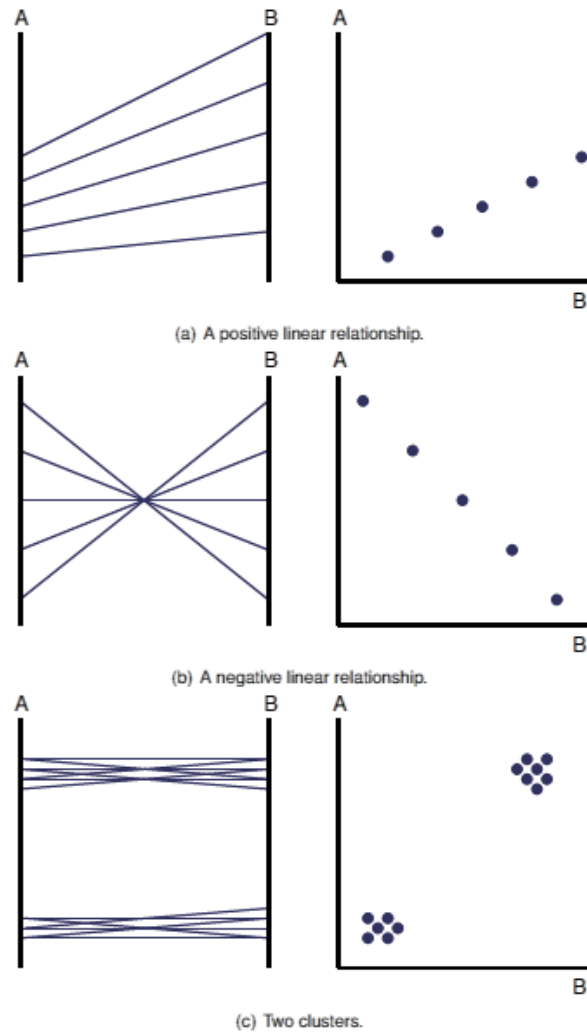 A B A
B
(a) A positive linear relationship.
A B A
B
(b) A negative linear relationship.
A B A
B
(c) Two clusters.